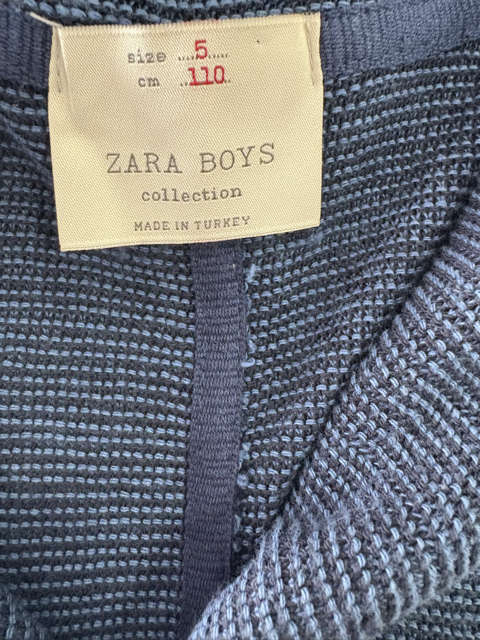 size 5
cm 110
ZARA BOYS
collection
MADE IN TURKEY